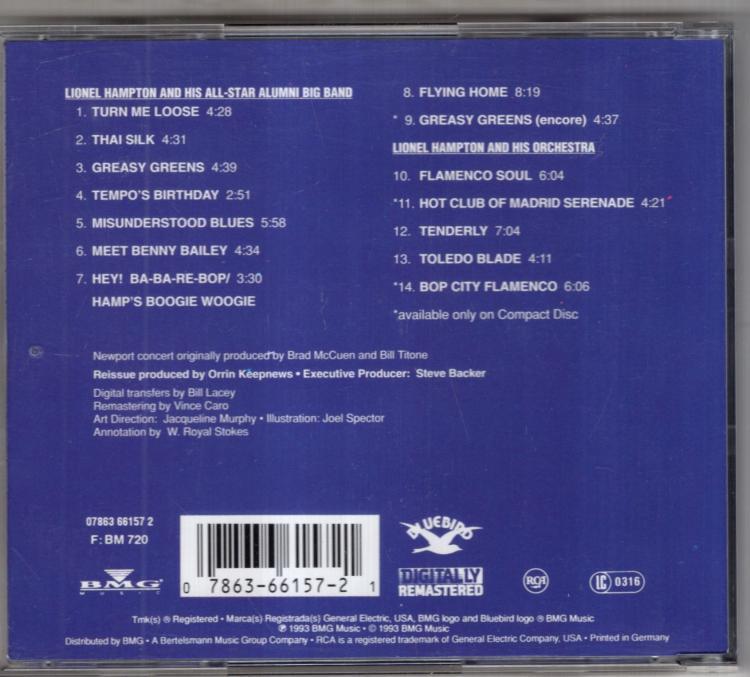 LIONEL HAMPTON AND HIS ALL-STAR ALUMNI BIG BAND
1. TURN ME LOOSE 4:28
2. THAI SILK 4:31
3. GREASY GREENS 4:39
4. TEMPO'S BIRTHDAY 2:51
5. MISUNDERSTOOD BLUES 5:58
6. MEET BENNY BAILEY 4:34
7. HEY! BA-BA-RE-BOP/ 3:30
HAMP'S BOOGIE WOOGIE
8. FLYING HOME 8:19
* 9. GREASY GREENS (encore) 4:37
LIONEL HAMPTON AND HIS ORCHESTRA
10. FLAMENCO SOUL 6:04
*11. HOT CLUB OF MADRID SERENADE 4:21
12. TENDERLY 7:04
13. TOLEDO BLADE 4:11
*14. BOP CITY FLAMENCO 6:06
*available only on Compact Disc
Newport concert originally produced by Brad McCuen and Bill Titone
Reissue produced by Orrin Keepnews • Executive Producer: Steve Backer
Digital transfers by Bill Lacey
Remastering by Vince Caro
Art Direction: Jacqueline Murphy • Illustration: Joel Spector
Annotation by W. Royal Stokes
07863 66157 2
F: BM 720
BMG
MUSIC
0 7863-66157-2 1
BLUEBIRD
DIGITALLY
REMASTERED
RCA
LC 0316
Tmk(s) ® Registered • Marca(s) Registrada(s) General Electric, USA, BMG logo and Bluebird logo ® BMG Music
℗ 1993 BMG Music • © 1993 BMG Music
Distributed by BMG • A Bertelsmann Music Group Company • RCA is a registered trademark of General Electric Company, USA • Printed in Germany